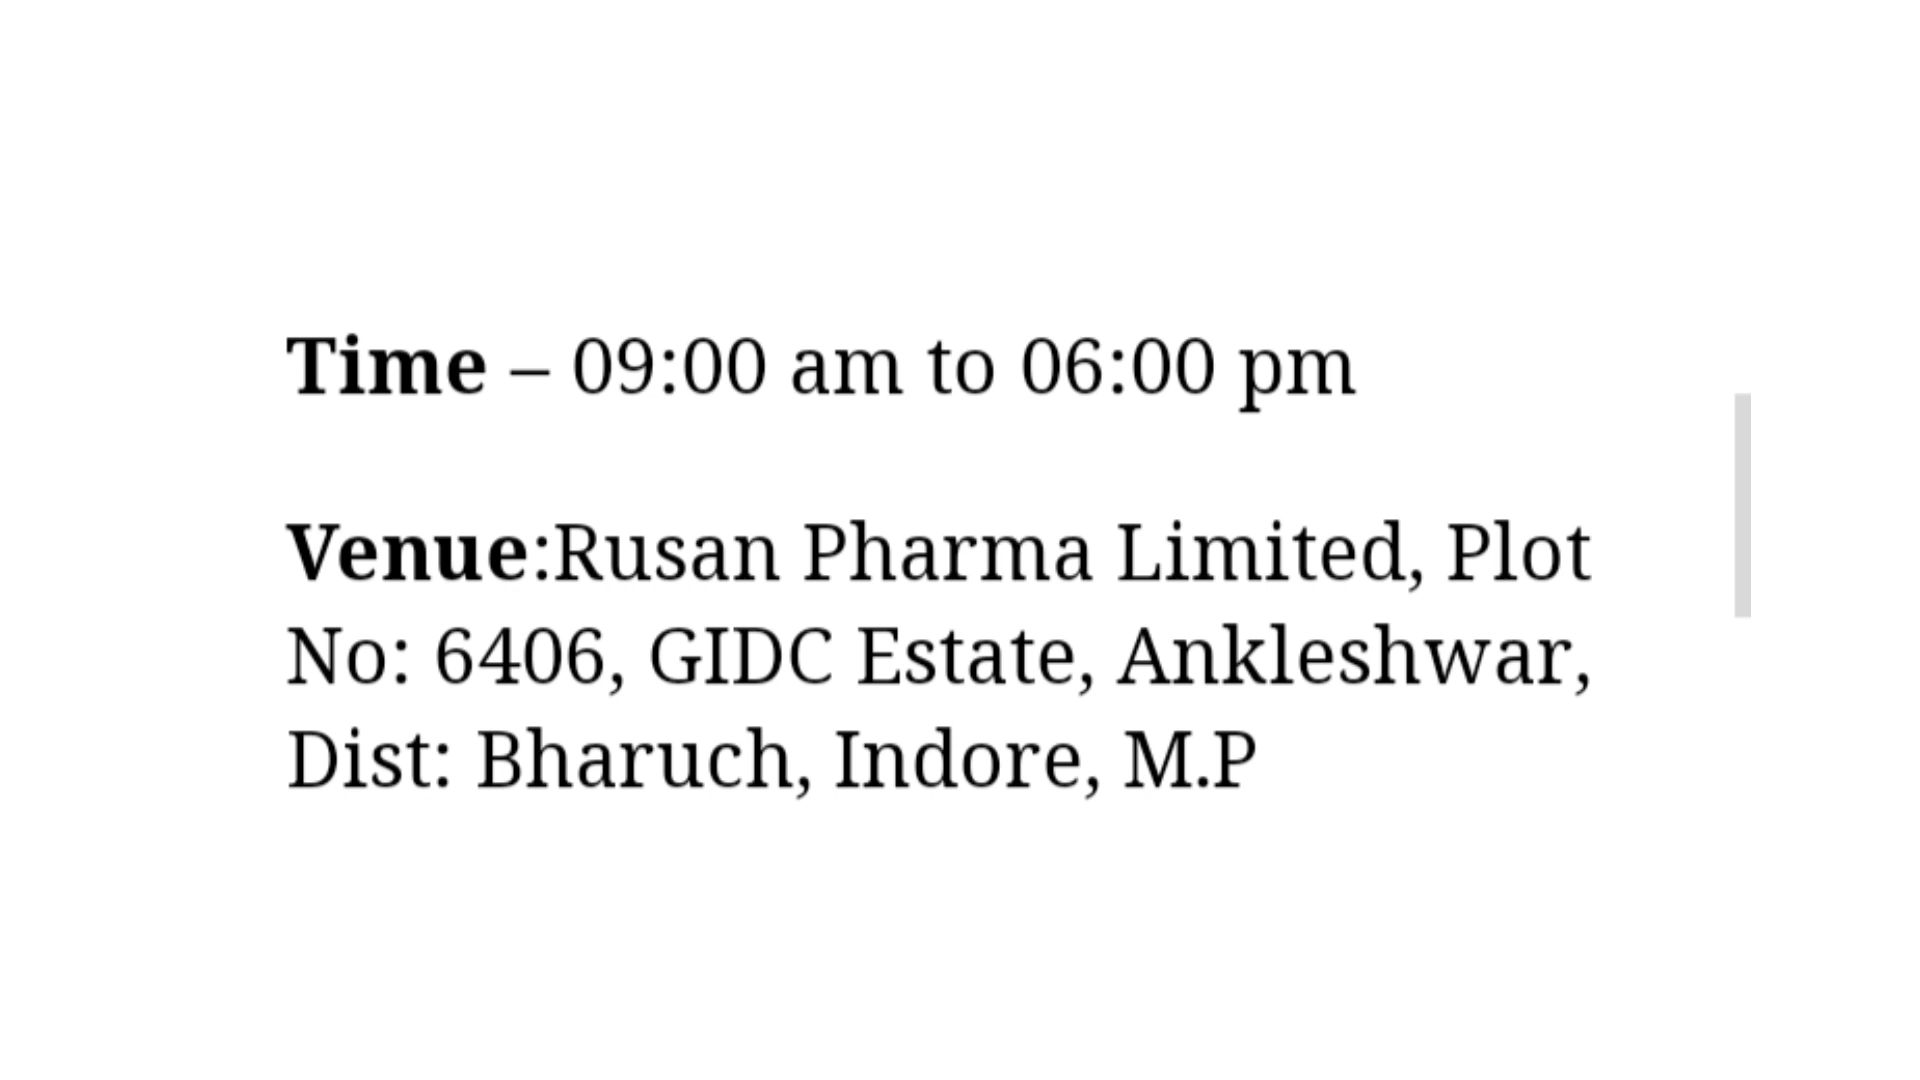 Time – 09:00 am to 06:00 pm
Venue:Rusan Pharma Limited, Plot
No: 6406, GIDC Estate, Ankleshwar,
Dist: Bharuch, Indore, M.P